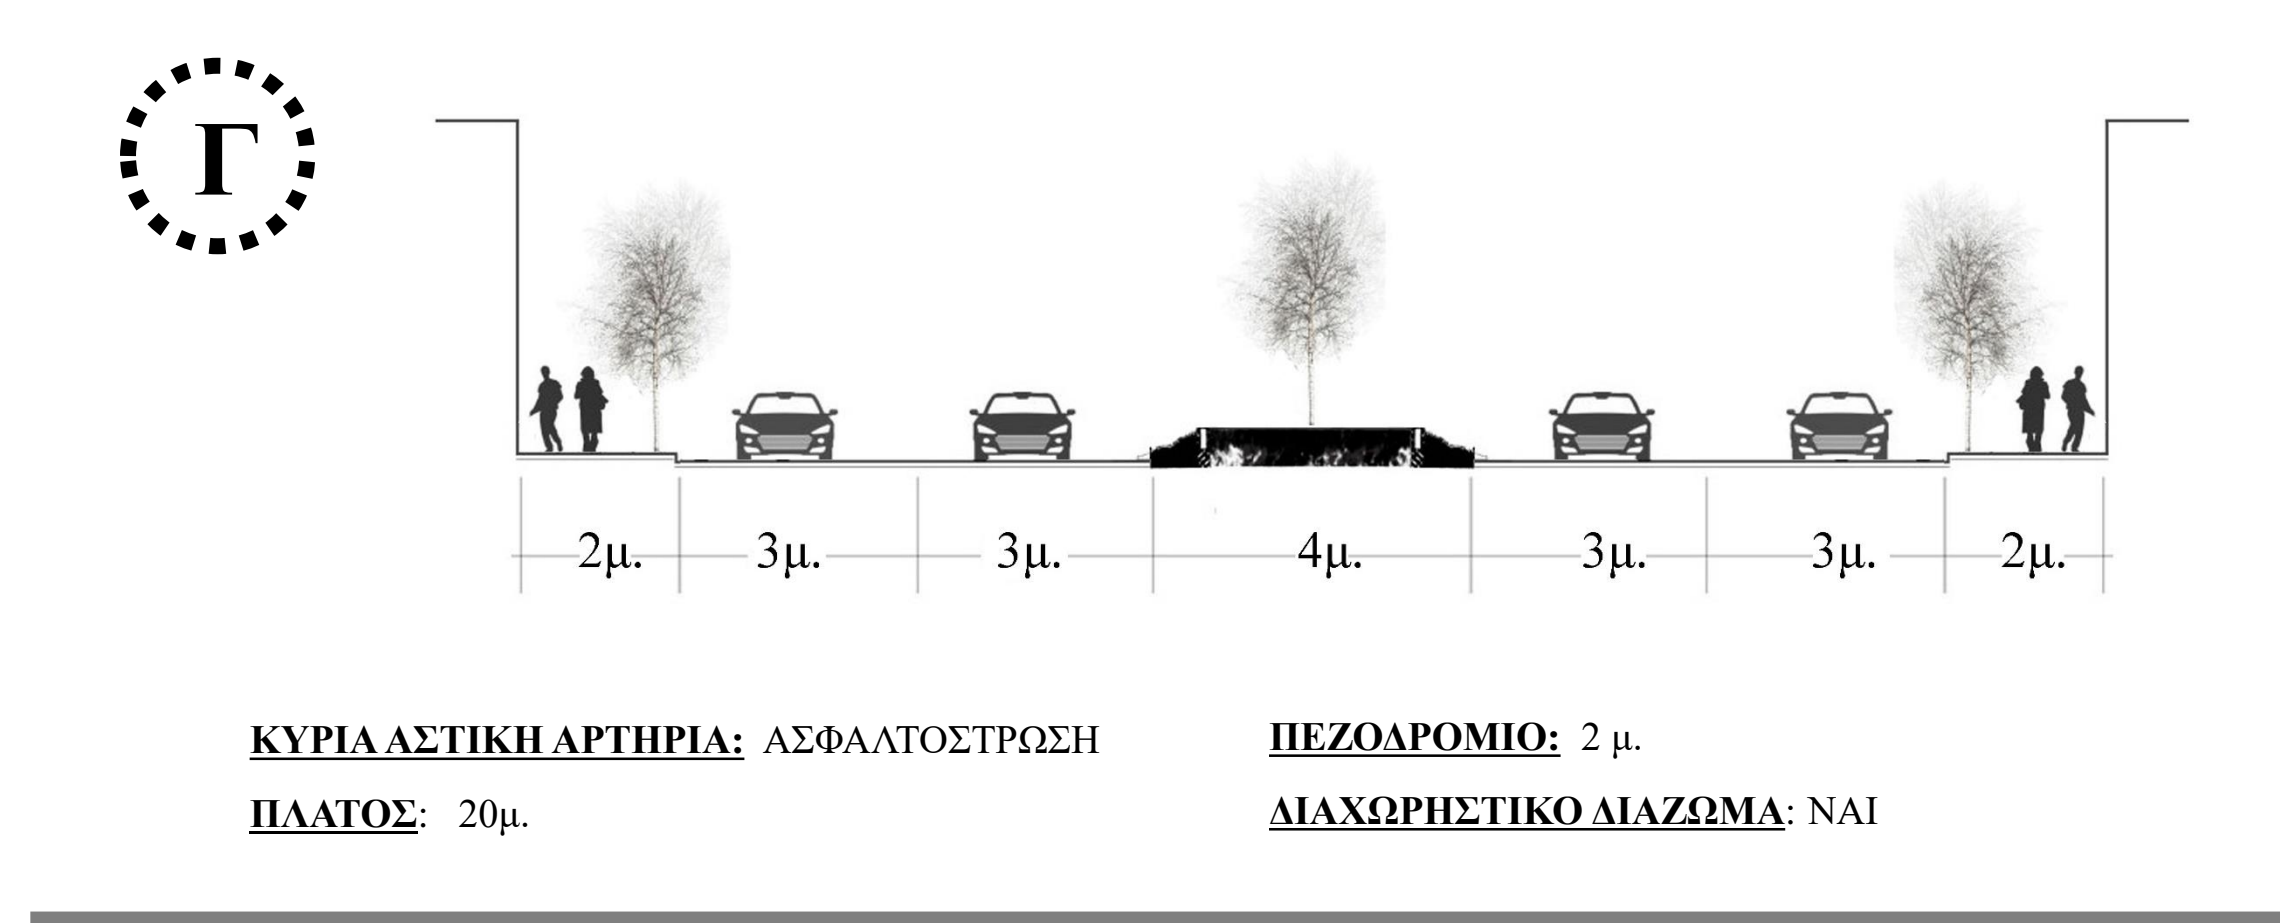 Γ
2μ. 3μ. 3μ. 4μ. 3μ. 3μ. 2μ.
ΚΥΡΙΑ ΑΣΤΙΚΗ ΑΡΤΗΡΙΑ: ΑΣΦΑΛΤΟΣΤΡΩΣΗ
ΠΛΑΤΟΣ: 20μ.
ΠΕΖΟΔΡΟΜΙΟ: 2 μ.
ΔΙΑΧΩΡΗΣΤΙΚΟ ΔΙΑΖΩΜΑ: ΝΑΙ